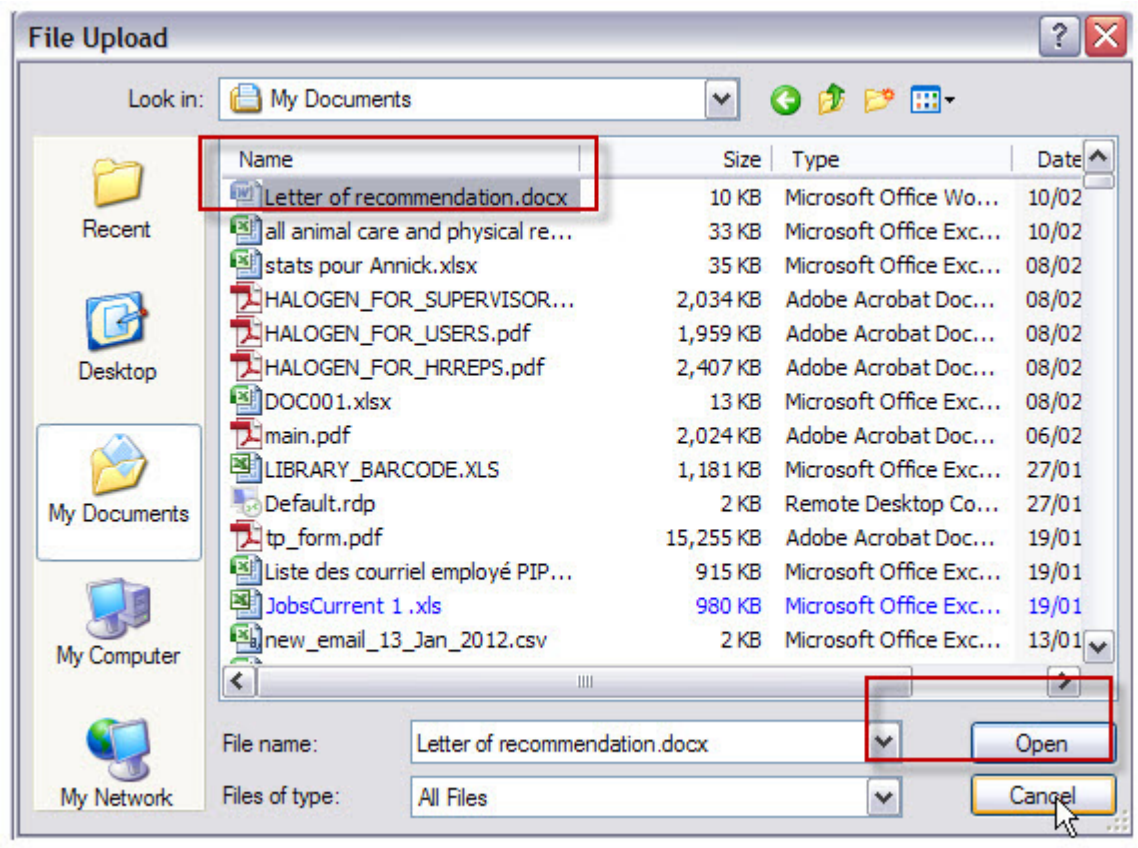 File Upload
Look in: My Documents
Name Size Type Date
Letter of recommendation.docx 10 KB Microsoft Office Wo... 10/02
all animal care and physical re... 33 KB Microsoft Office Exc... 10/02
stats pour Annick.xlsx 35 KB Microsoft Office Exc... 08/02
HALOGEN_FOR_SUPERVISOR... 2,034 KB Adobe Acrobat Doc... 08/02
HALOGEN_FOR_USERS.pdf 1,959 KB Adobe Acrobat Doc... 08/02
HALOGEN_FOR_HRREPS.pdf 2,407 KB Adobe Acrobat Doc... 08/02
DOC001.xlsx 13 KB Microsoft Office Exc... 08/02
main.pdf 2,024 KB Adobe Acrobat Doc... 06/02
LIBRARY_BARCODE.XLS 1,181 KB Microsoft Office Exc... 27/01
Default.rdp 2 KB Remote Desktop Co... 27/01
tp_form.pdf 15,255 KB Adobe Acrobat Doc... 19/01
Liste des courriel employé PIP... 915 KB Microsoft Office Exc... 19/01
JobsCurrent 1 .xls 980 KB Microsoft Office Exc... 19/01
new_email_13_Jan_2012.csv 2 KB Microsoft Office Exc... 13/01
Recent
Desktop
My Documents
My Computer
My Network
File name: Letter of recommendation.docx Open
Files of type: All Files Cancel